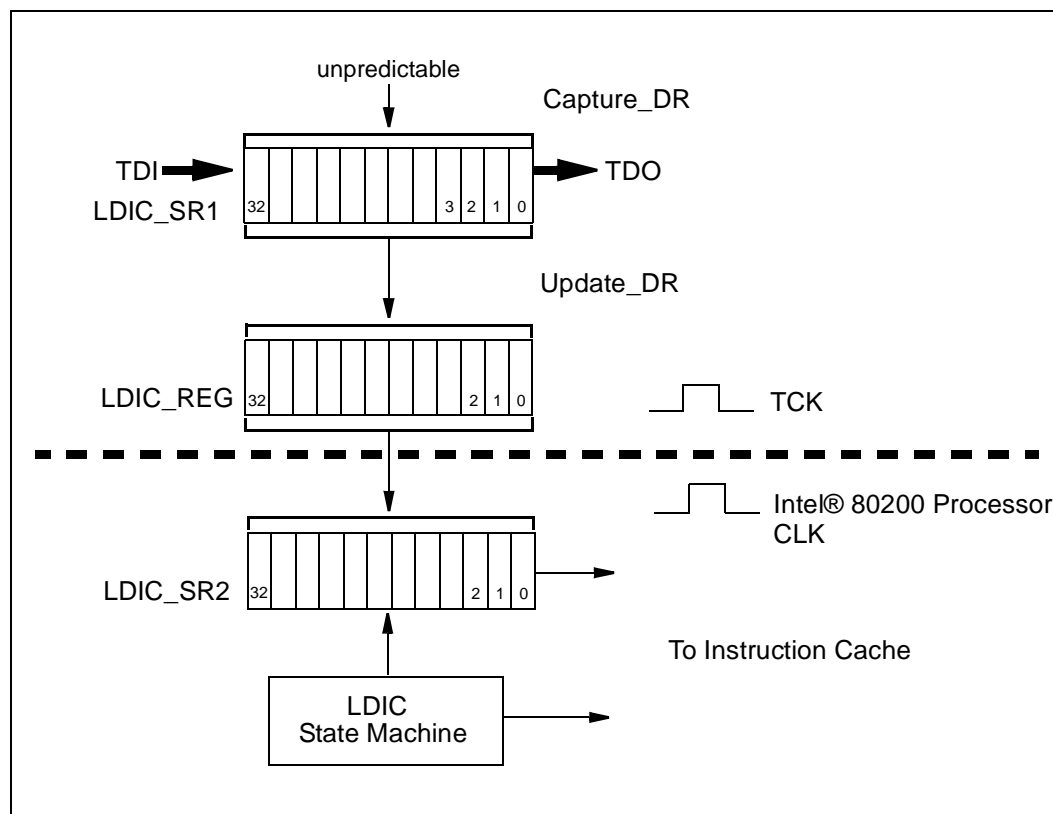 unpredictable
Capture_DR
TDI
TDO
32 3 2 1 0
LDIC_SR1
Update_DR
LDIC_REG
32 2 1 0
TCK
Intel® 80200 Processor
CLK
LDIC_SR2
32 2 1 0
To Instruction Cache
LDIC
State Machine